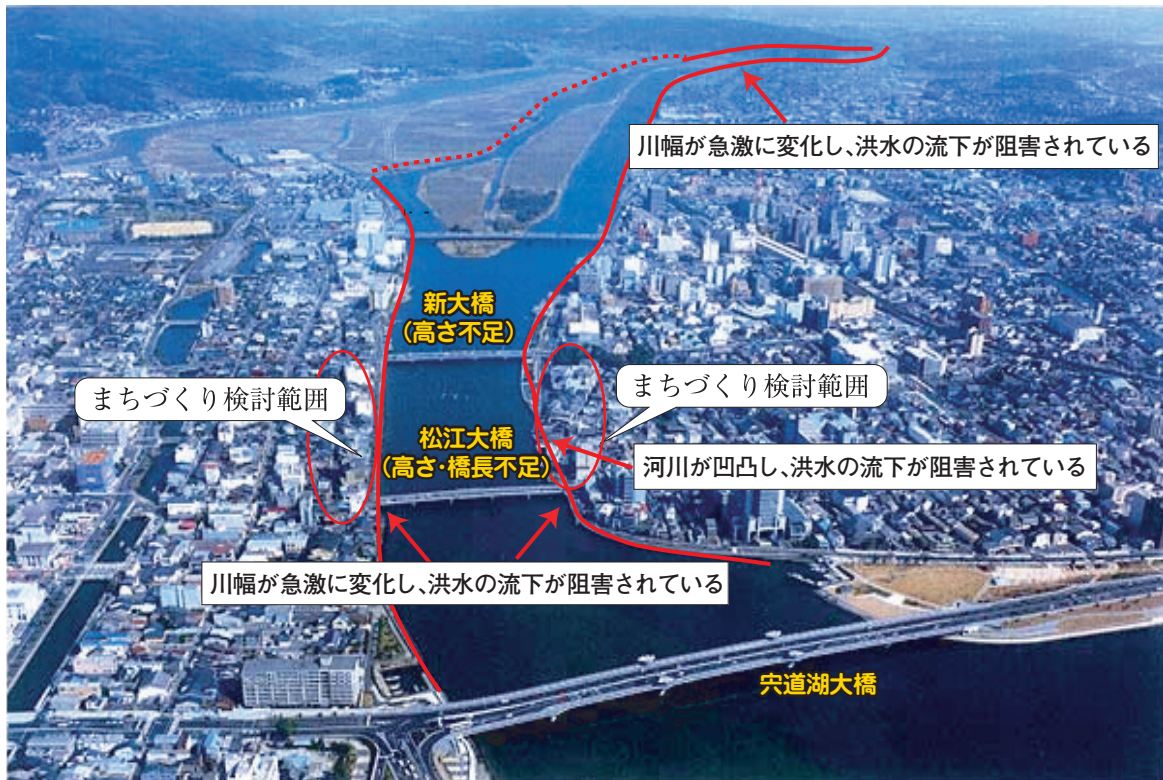 川幅が急激に変化し、洪水の流下が阻害されている
新大橋
(高さ不足)
まちづくり検討範囲
まちづくり検討範囲
松江大橋
(高さ・橋長不足)
河川が凹凸し、洪水の流下が阻害されている
川幅が急激に変化し、洪水の流下が阻害されている
宍道湖大橋